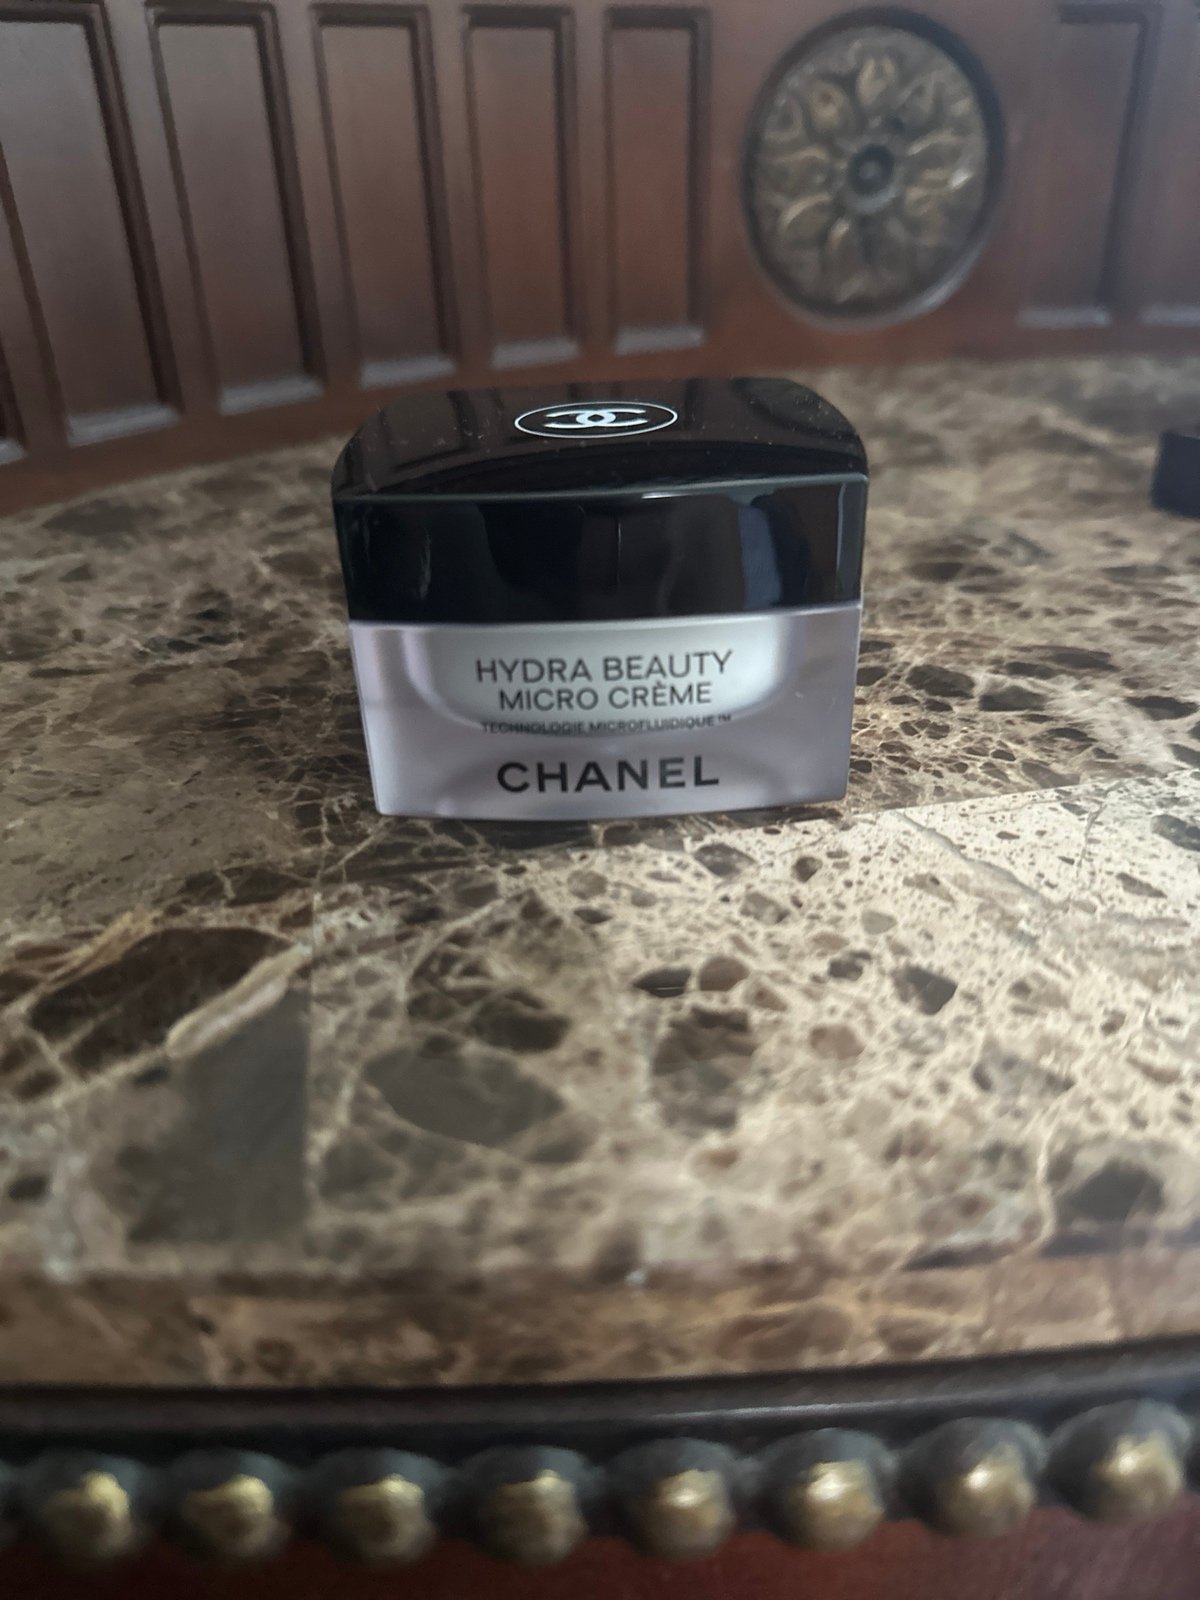 HYDRA BEAUTY
MICRO CRÈME
TECHNOLOGIE MICROFLUIDIQUE™
CHANEL